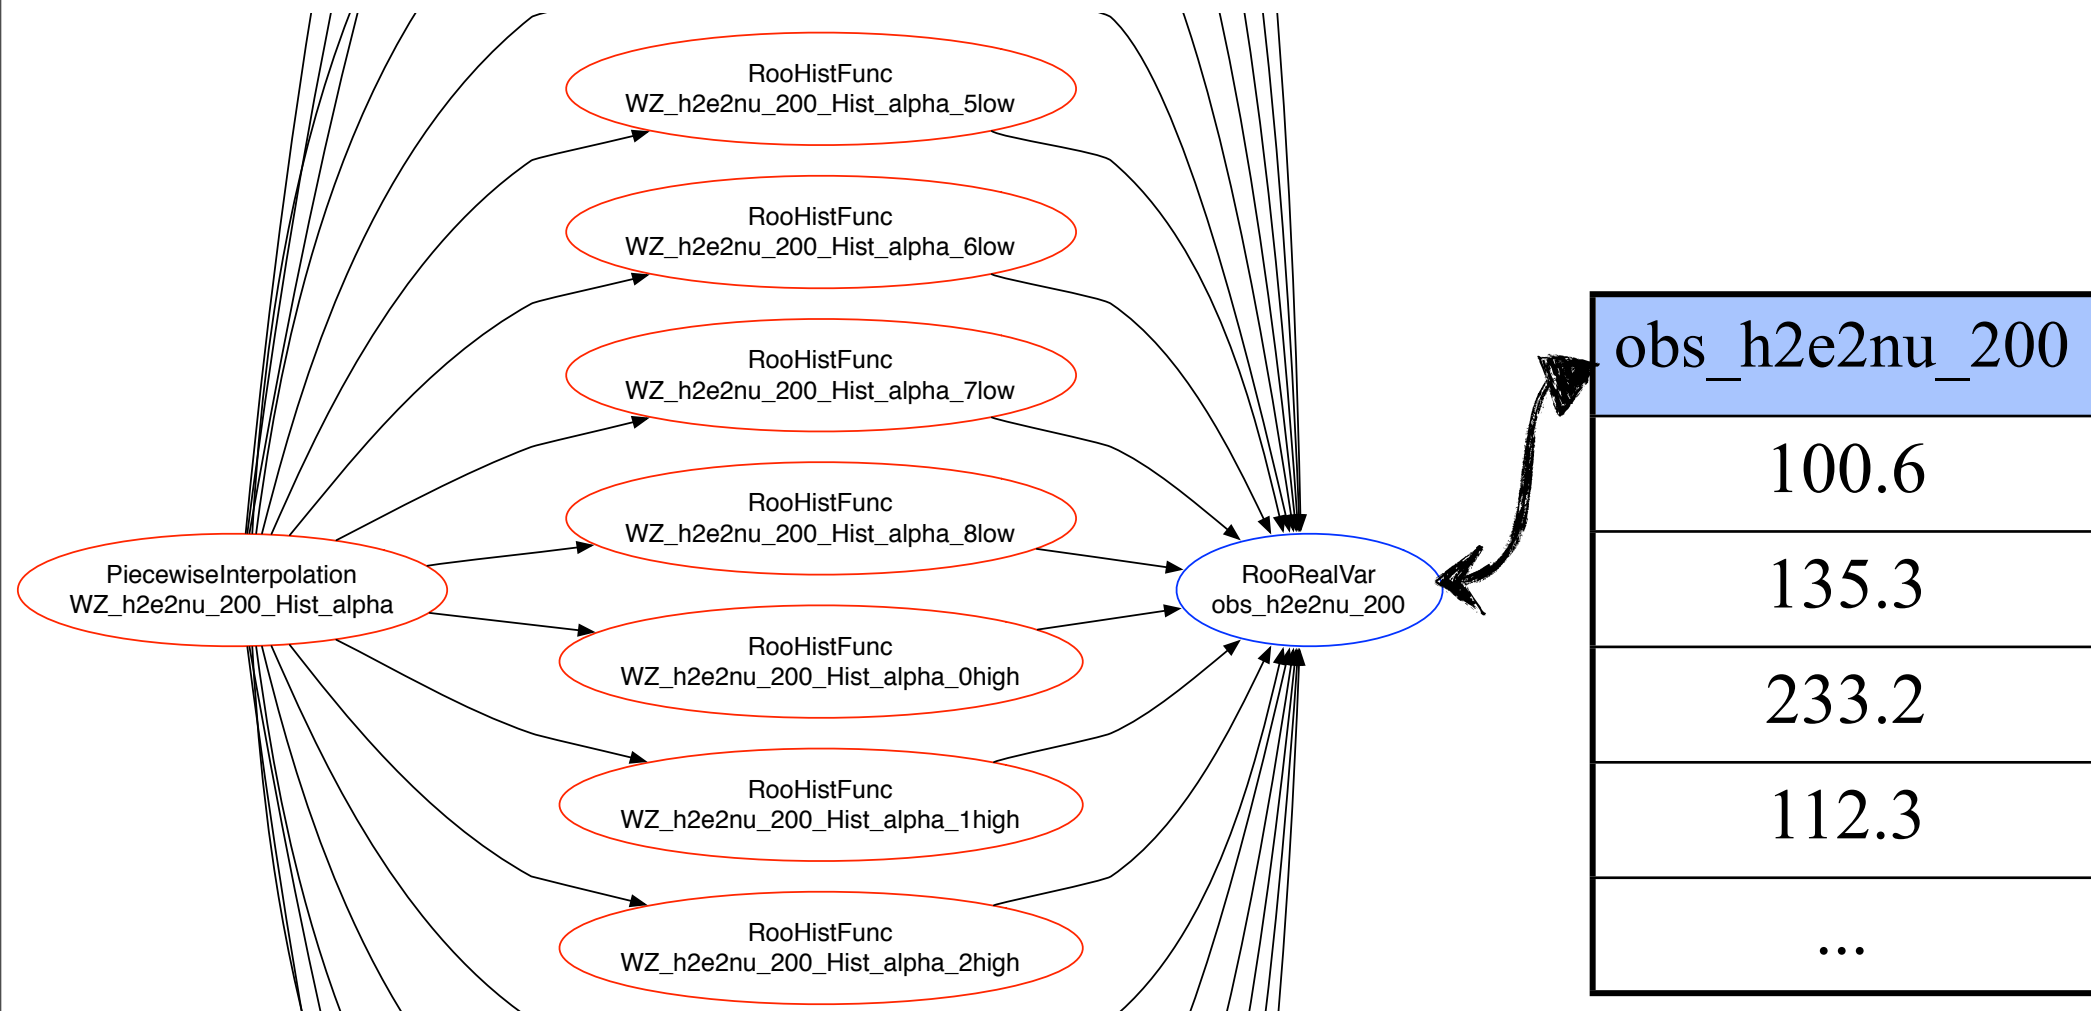 RooHistFunc
WZ_h2e2nu_200_Hist_alpha_5low
RooHistFunc
WZ_h2e2nu_200_Hist_alpha_6low
RooHistFunc
WZ_h2e2nu_200_Hist_alpha_7low
RooHistFunc
WZ_h2e2nu_200_Hist_alpha_8low
PiecewiseInterpolation
WZ_h2e2nu_200_Hist_alpha
RooHistFunc
WZ_h2e2nu_200_Hist_alpha_0high
RooHistFunc
WZ_h2e2nu_200_Hist_alpha_1high
RooHistFunc
WZ_h2e2nu_200_Hist_alpha_2high
RooRealVar
obs_h2e2nu_200
obs_h2e2nu_200
100.6
135.3
233.2
112.3
...